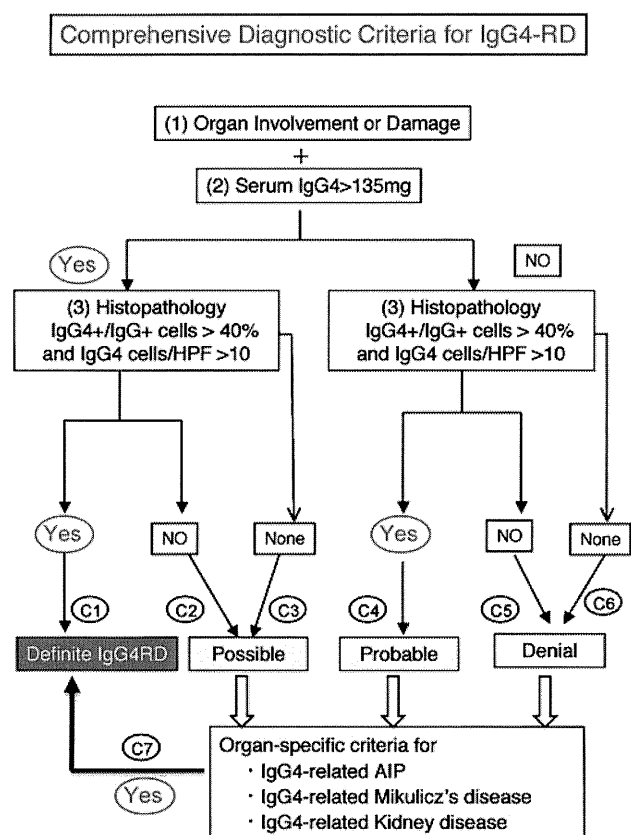 Comprehensive Diagnostic Criteria for IgG4-RD
(1) Organ Involvement or Damage
+
(2) Serum IgG4>135mg
Yes
NO
(3) Histopathology
IgG4+/IgG+ cells > 40%
and IgG4 cells/HPF >10
(3) Histopathology
IgG4+/IgG+ cells > 40%
and IgG4 cells/HPF >10
Yes
NO
None
Yes
NO
None
C1
C2
C3
C4
C5
C6
Definite IgG4RD
Possible
Probable
Denial
C7
Yes
Organ-specific criteria for
· IgG4-related AIP
· IgG4-related Mikulicz's disease
· IgG4-related Kidney disease